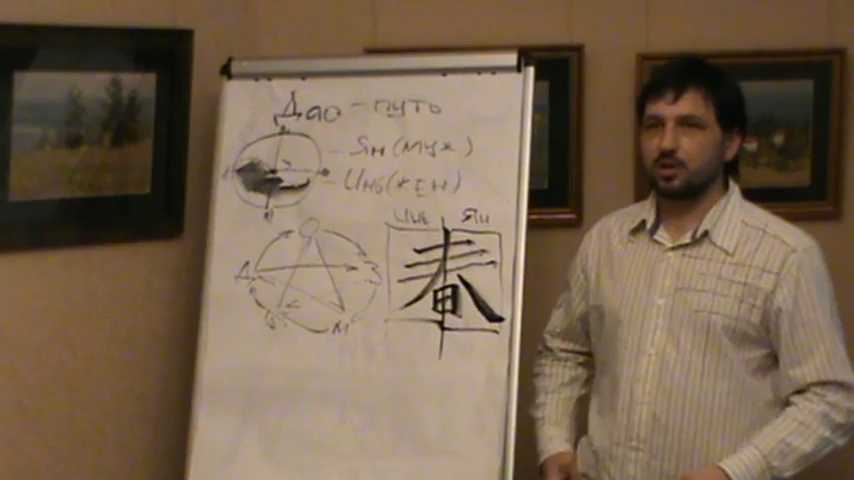 Дао – путь
– Ян (муж)
– Инь (жен)
инь Ян
春
М